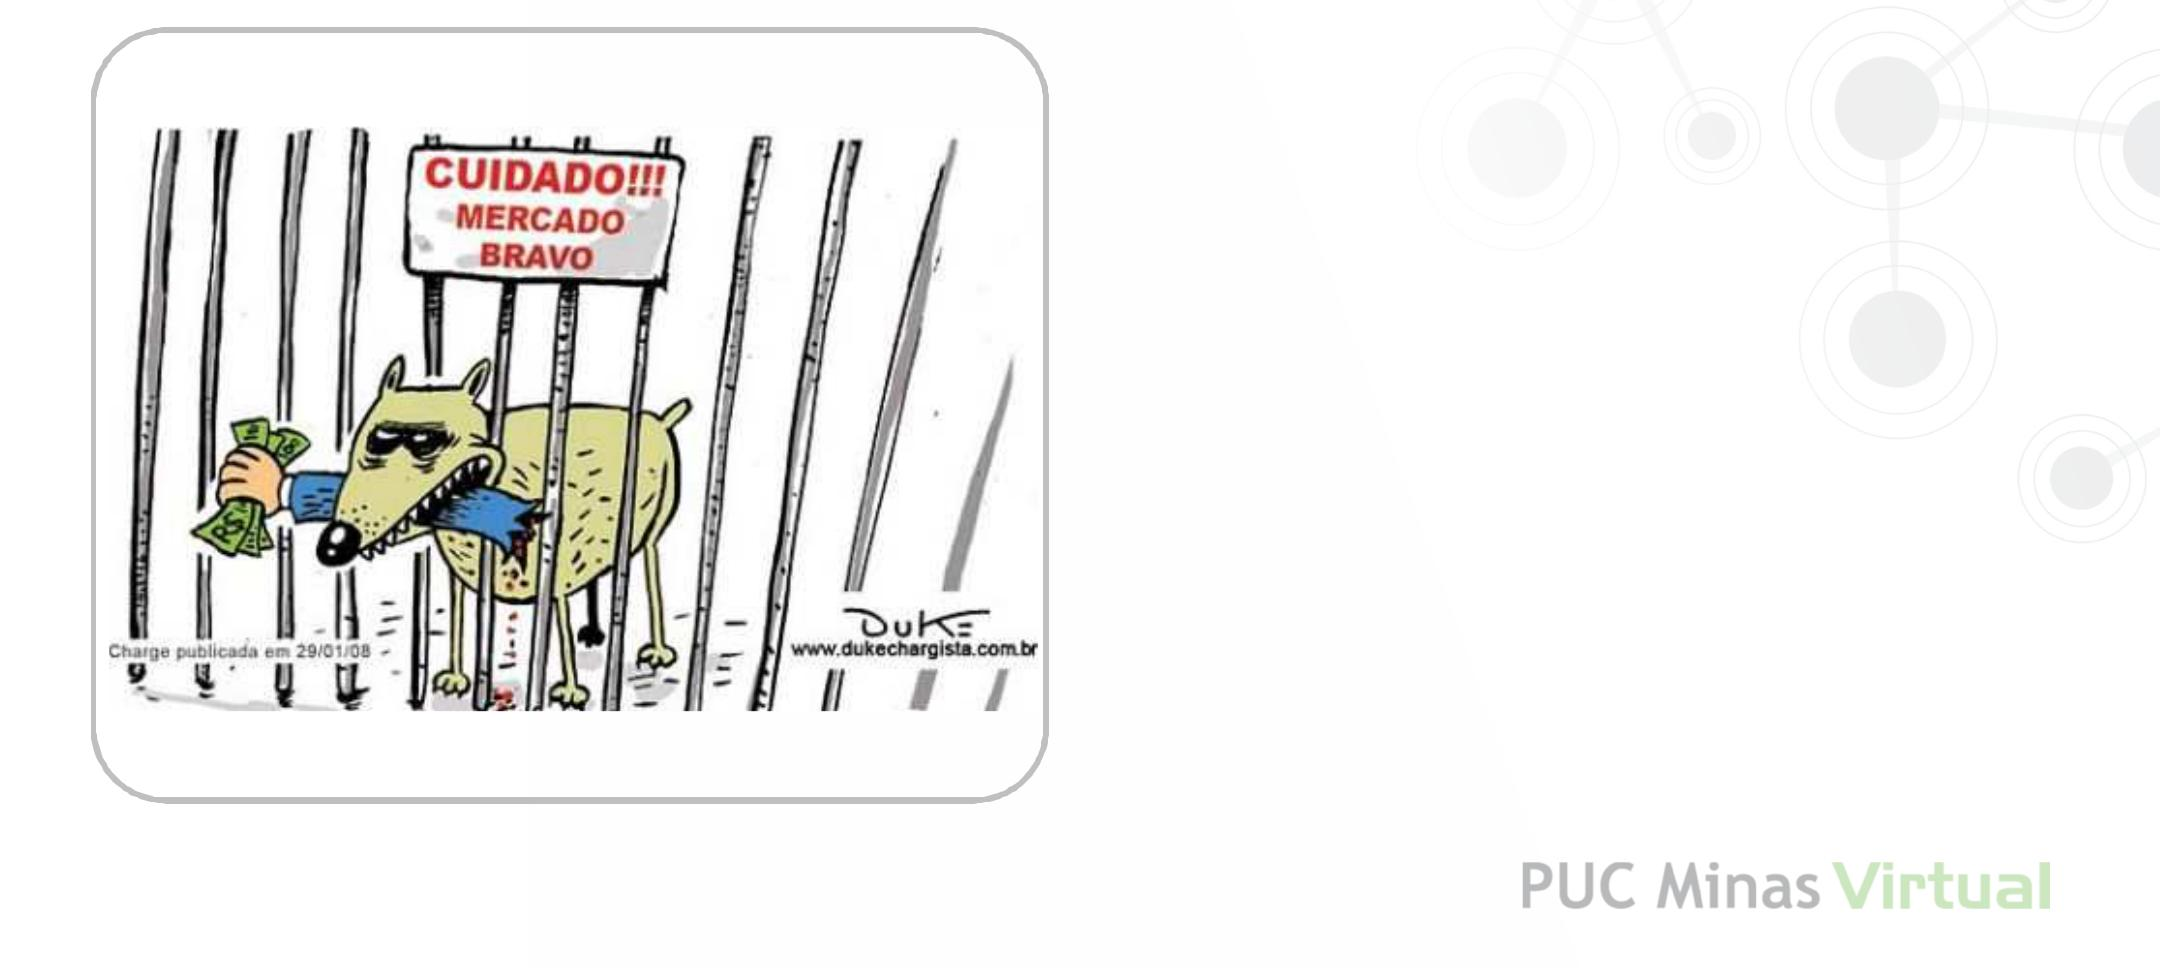 CUIDADO!!!
MERCADO
BRAVO
R$
DUKE
Charge publicada em 29/01/08
www.dukechargista.com.br
PUC Minas Virtual